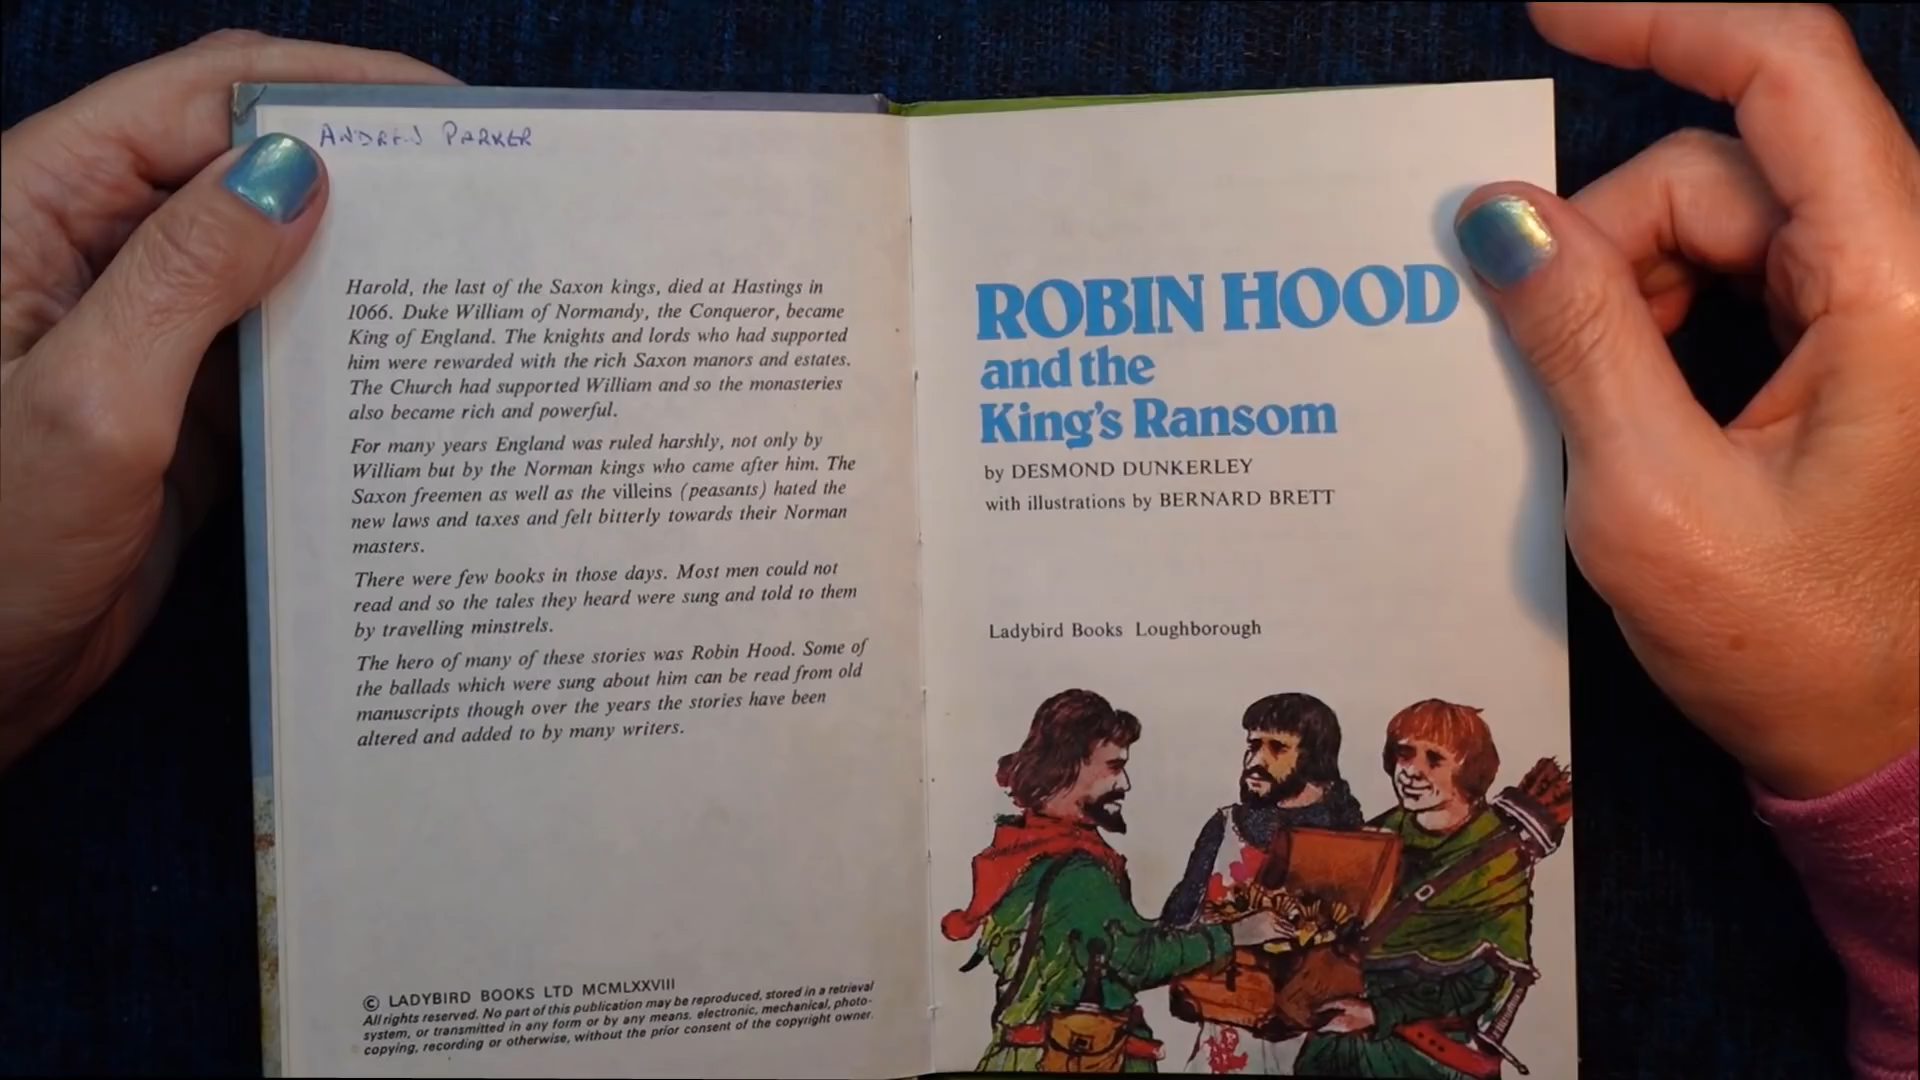 ANDREW PARKER
Harold, the last of the Saxon kings, died at Hastings in
1066. Duke William of Normandy, the Conqueror, became
King of England. The knights and lords who had supported
him were rewarded with the rich Saxon manors and estates.
The Church had supported William and so the monasteries
also became rich and powerful.
For many years England was ruled harshly, not only by
William but by the Norman kings who came after him. The
Saxon freemen as well as the villeins (peasants) hated the
new laws and taxes and felt bitterly towards their Norman
masters.
There were few books in those days. Most men could not
read and so the tales they heard were sung and told to them
by travelling minstrels.
The hero of many of these stories was Robin Hood. Some of
the ballads which were sung about him can be read from old
manuscripts though over the years the stories have been
altered and added to by many writers.
© LADYBIRD BOOKS LTD MCMLXXVIII
All rights reserved. No part of this publication may be reproduced, stored in a retrieval
system, or transmitted in any form or by any means, electronic, mechanical, photo-
copying, recording or otherwise, without the prior consent of the copyright owner.
ROBIN HOOD
and the
King's Ransom
by DESMOND DUNKERLEY
with illustrations by BERNARD BRETT
Ladybird Books Loughborough